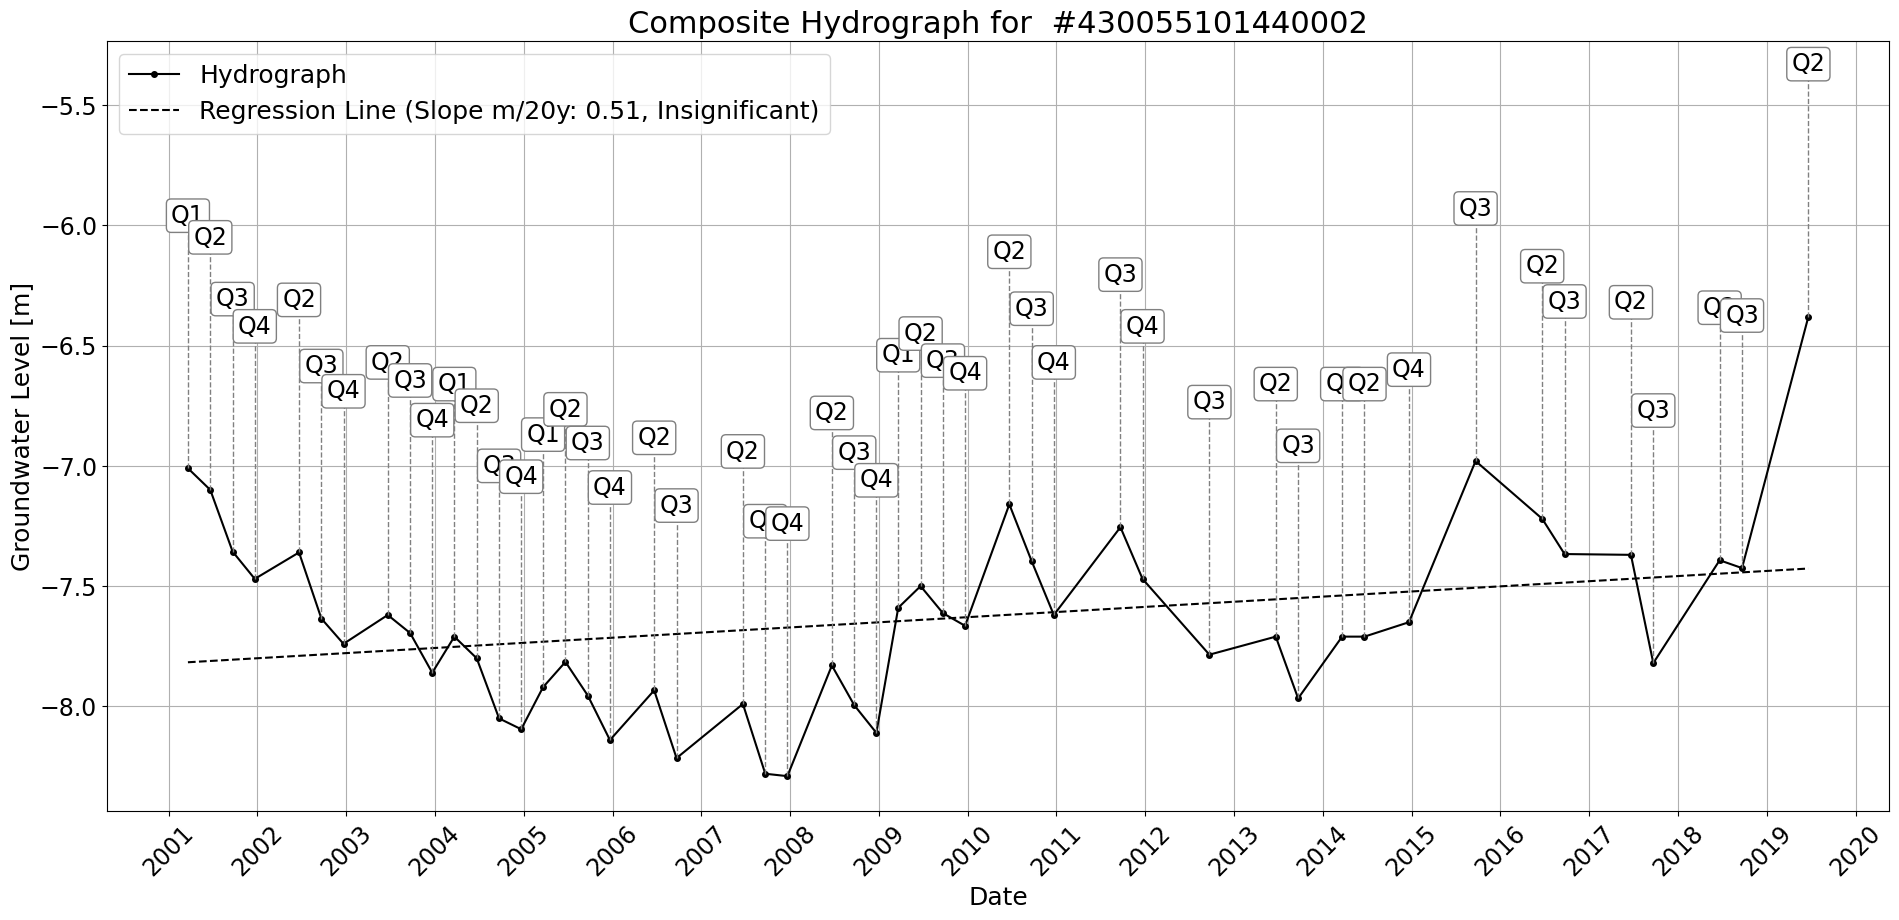 Composite Hydrograph for  #430055101440002
Hydrograph
Regression Line (Slope m/20y: 0.51, Insignificant)
Groundwater Level [m]
−5.5
−6.0
−6.5
−7.0
−7.5
−8.0
Q1
Q2
Q3
Q4
Q2
Q3
Q4
Q2
Q3
Q4
Q1
Q2
Q3
Q4
Q1
Q2
Q3
Q4
Q2
Q3
Q2
Q4
Q2
Q3
Q4
Q1
Q2
Q3
Q4
Q2
Q3
Q4
Q3
Q4
Q3
Q2
Q3
Q2
Q4
Q3
Q2
Q3
Q2
Q3
Q3
Q2
2001
2002
2003
2004
2005
2006
2007
2008
2009
2010
2011
2012
2013
2014
2015
2016
2017
2018
2019
2020
Date